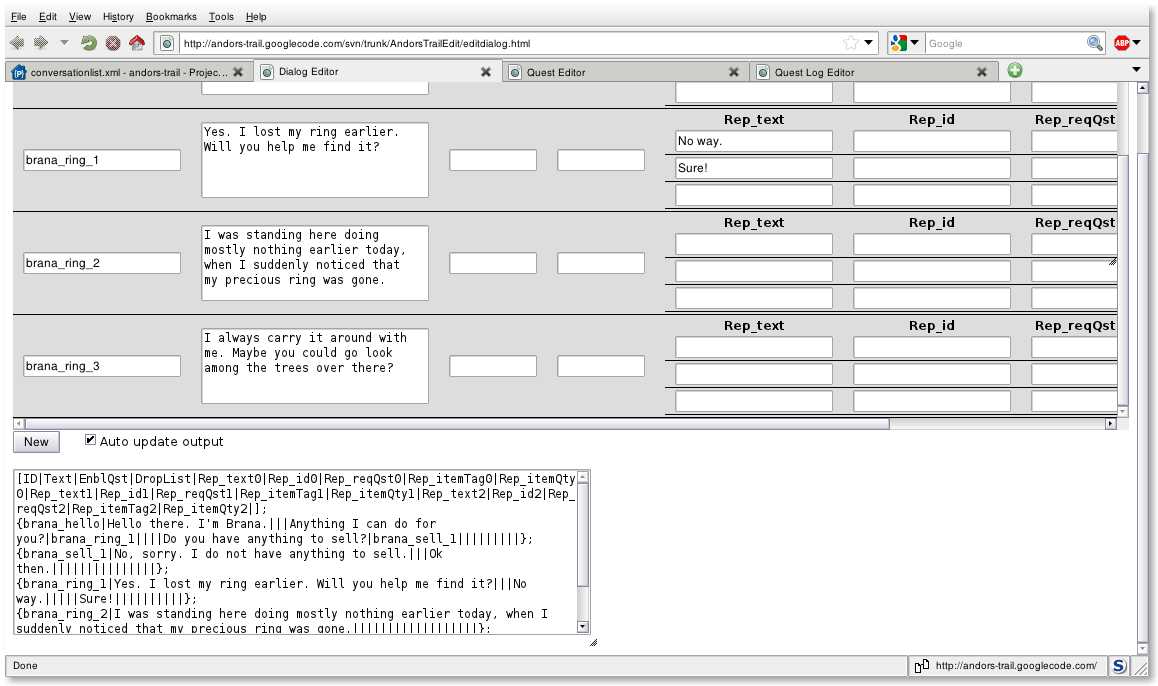 File Edit View History Bookmarks Tools Help
http://andors-trail.googlecode.com/svn/trunk/AndorsTrailEdit/editdialog.html
Google
ABP
conversationlist.xml - andors-trail - Projec...
Dialog Editor
Quest Editor
Quest Log Editor
Rep_text Rep_id Rep_reqQst
brana_ring_1
Yes. I lost my ring earlier.
Will you help me find it?
No way.
Sure!
Rep_text Rep_id Rep_reqQst
brana_ring_2
I was standing here doing
mostly nothing earlier today,
when I suddenly noticed that
my precious ring was gone.
Rep_text Rep_id Rep_reqQst
brana_ring_3
I always carry it around with
me. Maybe you could go look
among the trees over there?
New
Auto update output
[ID|Text|EnblQst|DropList|Rep_text0|Rep_id0|Rep_reqQst0|Rep_itemTag0|Rep_itemQty
0|Rep_text1|Rep_id1|Rep_reqQst1|Rep_itemTag1|Rep_itemQty1|Rep_text2|Rep_id2|Rep_
reqQst2|Rep_itemTag2|Rep_itemQty2|];
{brana_hello|Hello there. I'm Brana.|||Anything I can do for
you?|brana_ring_1||||Do you have anything to sell?|brana_sell_1|||||||||};
{brana_sell_1|No, sorry. I do not have anything to sell.|||Ok
then.|||||||||||||||};
{brana_ring_1|Yes. I lost my ring earlier. Will you help me find it?|||No
way.|||||Sure!||||||||||};
{brana_ring_2|I was standing here doing mostly nothing earlier today, when I
suddenly noticed that my precious ring was gone.||||||||||||||||||};
Done
http://andors-trail.googlecode.com/
S